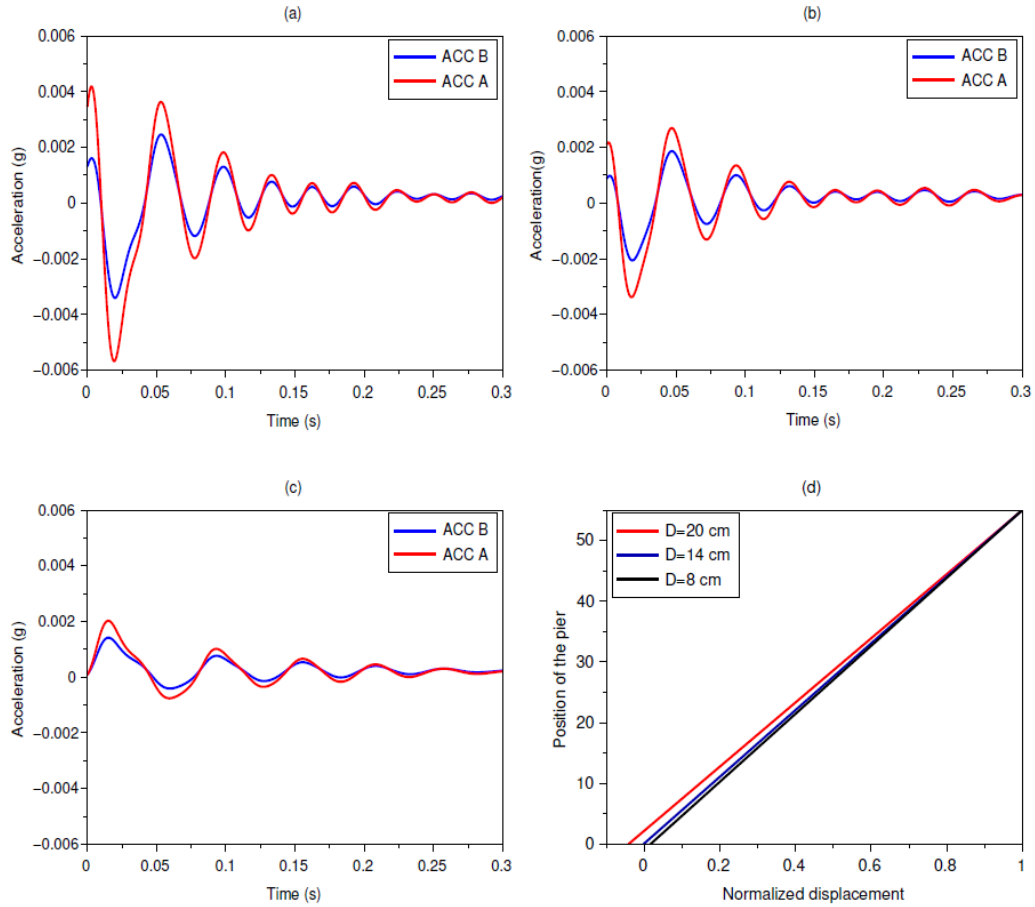 (a)
0.006
0.004
0.002
0
−0.002
−0.004
−0.006
Acceleration (g)
ACC B
ACC A
0
0.05
0.1
0.15
0.2
0.25
0.3
Time (s)
(b)
0.006
0.004
0.002
0
−0.002
−0.004
−0.006
Acceleration(g)
ACC B
ACC A
0
0.05
0.1
0.15
0.2
0.25
0.3
Time (s)
(c)
0.006
0.004
0.002
0
−0.002
−0.004
−0.006
Acceleration (g)
ACC B
ACC A
0
0.05
0.1
0.15
0.2
0.25
0.3
Time (s)
(d)
50
40
30
20
10
0
Position of the pier
D=20 cm
D=14 cm
D=8 cm
0
0.2
0.4
0.6
0.8
1
Normalized displacement